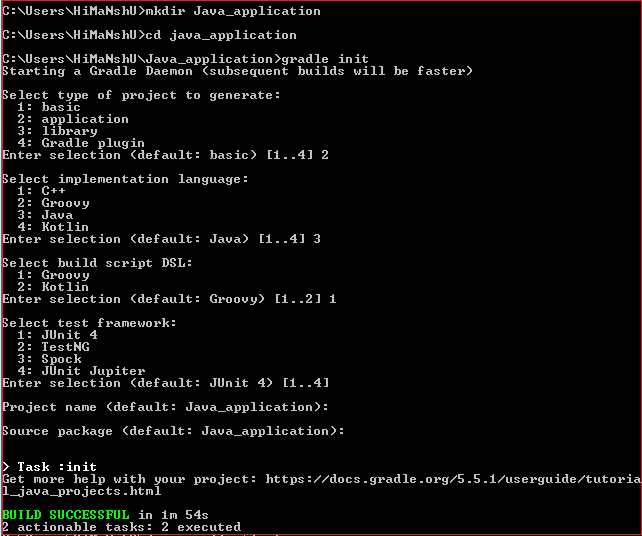 C:\Users\HiMaNshU>mkdir Java_application
C:\Users\HiMaNshU>cd java_application
C:\Users\HiMaNshU\Java_application>gradle init
Starting a Gradle Daemon (subsequent builds will be faster)
Select type of project to generate:
1: basic
2: application
3: library
4: Gradle plugin
Enter selection (default: basic) [1..4] 2
Select implementation language:
1: C++
2: Groovy
3: Java
4: Kotlin
Enter selection (default: Java) [1..4] 3
Select build script DSL:
1: Groovy
2: Kotlin
Enter selection (default: Groovy) [1..2] 1
Select test framework:
1: JUnit 4
2: TestNG
3: Spock
4: JUnit Jupiter
Enter selection (default: JUnit 4) [1..4]
Project name (default: Java_application):
Source package (default: Java_application):
> Task :init
Get more help with your project: https://docs.gradle.org/5.5.1/userguide/tutoria
l_java_projects.html
BUILD SUCCESSFUL in 1m 54s
2 actionable tasks: 2 executed